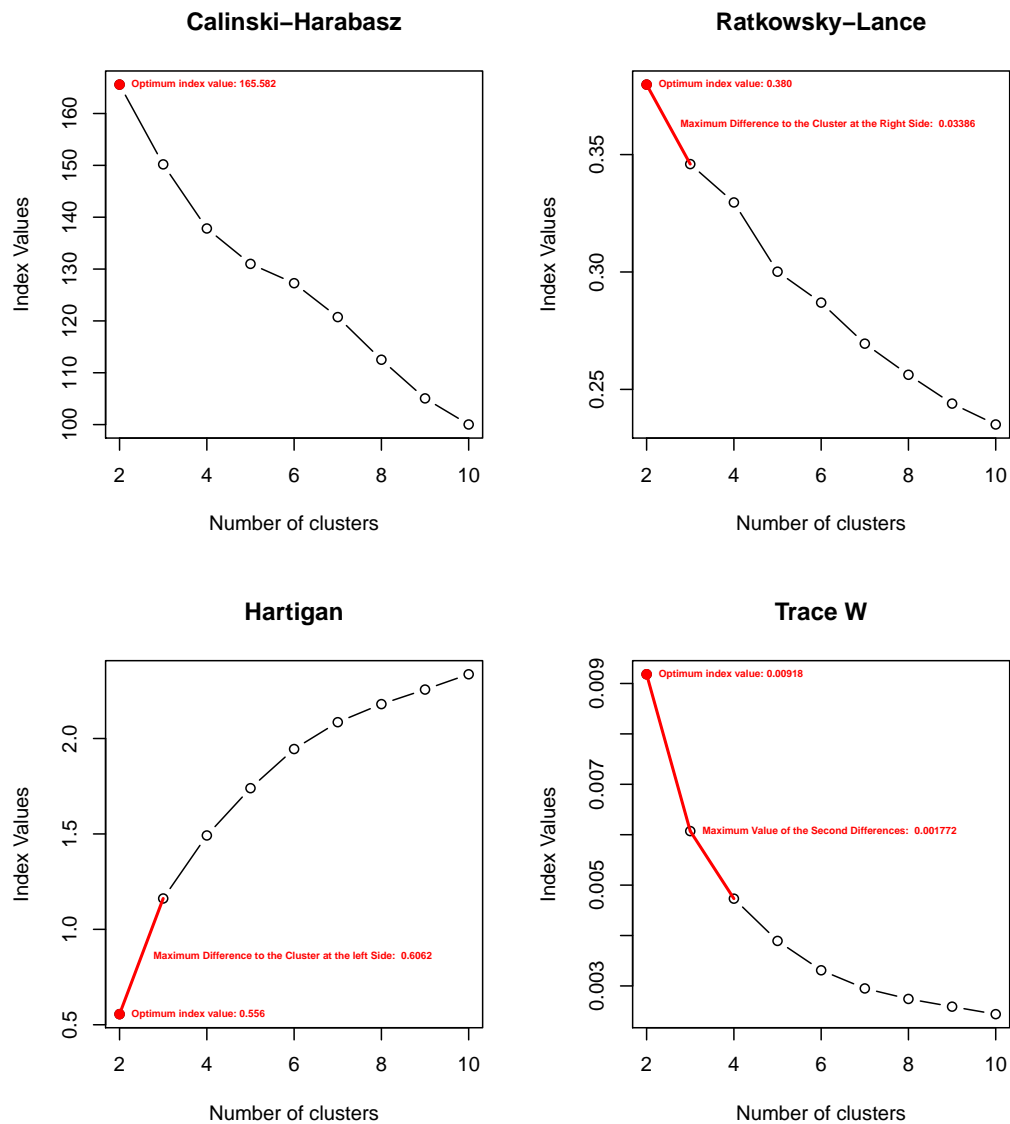 Calinski−Harabasz
Optimum index value: 165.582
Index Values
100 110 120 130 140 150 160
2 4 6 8 10
Number of clusters
Ratkowsky−Lance
Optimum index value: 0.380
Maximum Difference to the Cluster at the Right Side: 0.03386
Index Values
0.25 0.30 0.35
2 4 6 8 10
Number of clusters
Hartigan
Maximum Difference to the Cluster at the left Side: 0.6062
Optimum index value: 0.556
Index Values
0.5 1.0 1.5 2.0
2 4 6 8 10
Number of clusters
Trace W
Optimum index value: 0.00918
Maximum Value of the Second Differences: 0.001772
Index Values
0.003 0.005 0.007 0.009
2 4 6 8 10
Number of clusters